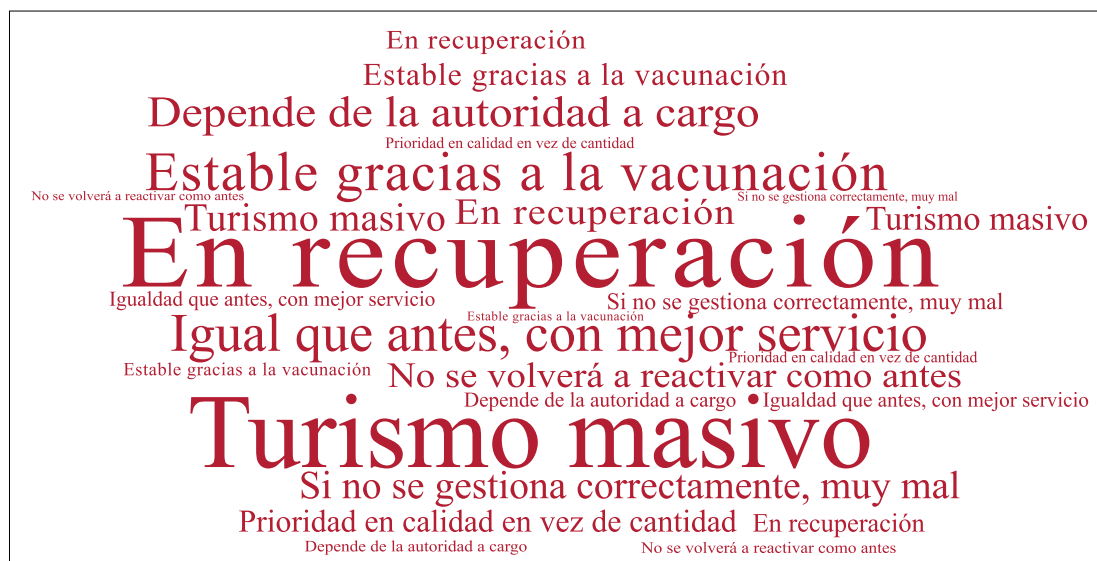 En recuperación
Estable gracias a la vacunación
Depende de la autoridad a cargo
Prioridad en calidad en vez de cantidad
Estable gracias a la vacunación
No se volverá a reactivar como antes
Si no se gestiona correctamente, muy mal
Turismo masivo
En recuperación
Turismo masivo
En recuperación
Igualdad que antes, con mejor servicio
Si no se gestiona correctamente, muy mal
Estable gracias a la vacunación
Igual que antes, con mejor servicio
Prioridad en calidad en vez de cantidad
Estable gracias a la vacunación
No se volverá a reactivar como antes
Depende de la autoridad a cargo
Igualdad que antes, con mejor servicio
Turismo masivo
Si no se gestiona correctamente, muy mal
Prioridad en calidad en vez de cantidad
En recuperación
Depende de la autoridad a cargo
No se volverá a reactivar como antes